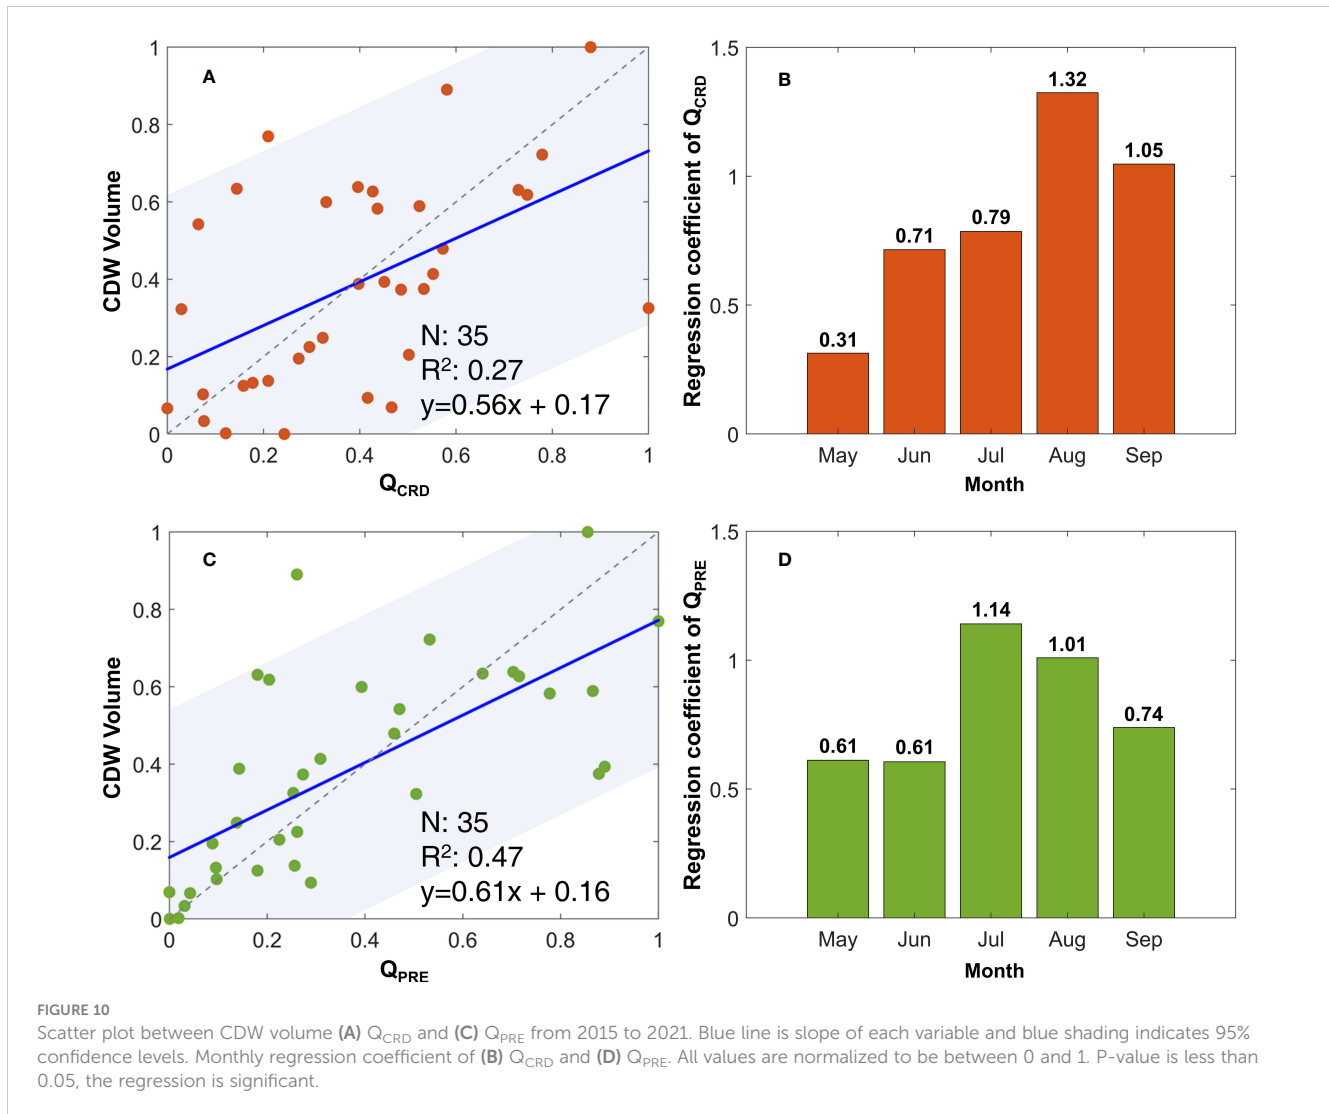 A
CDW Volume
1
0.8
0.6
0.4
0.2
0
N: 35
R²: 0.27
y=0.56x + 0.17
0 0.2 0.4 0.6 0.8 1
Q_CRD
B
Regression coefficient of Q_CRD
1.5
1
0.5
0
0.31
0.71
0.79
1.32
1.05
May Jun Jul Aug Sep
Month
C
CDW Volume
1
0.8
0.6
0.4
0.2
0
N: 35
R²: 0.47
y=0.61x + 0.16
0 0.2 0.4 0.6 0.8 1
Q_PRE
D
Regression coefficient of Q_PRE
1.5
1
0.5
0
0.61
0.61
1.14
1.01
0.74
May Jun Jul Aug Sep
Month
FIGURE 10
Scatter plot between CDW volume (A) Q_CRD and (C) Q_PRE from 2015 to 2021. Blue line is slope of each variable and blue shading indicates 95%
confidence levels. Monthly regression coefficient of (B) Q_CRD and (D) Q_PRE. All values are normalized to be between 0 and 1. P-value is less than
0.05, the regression is significant.